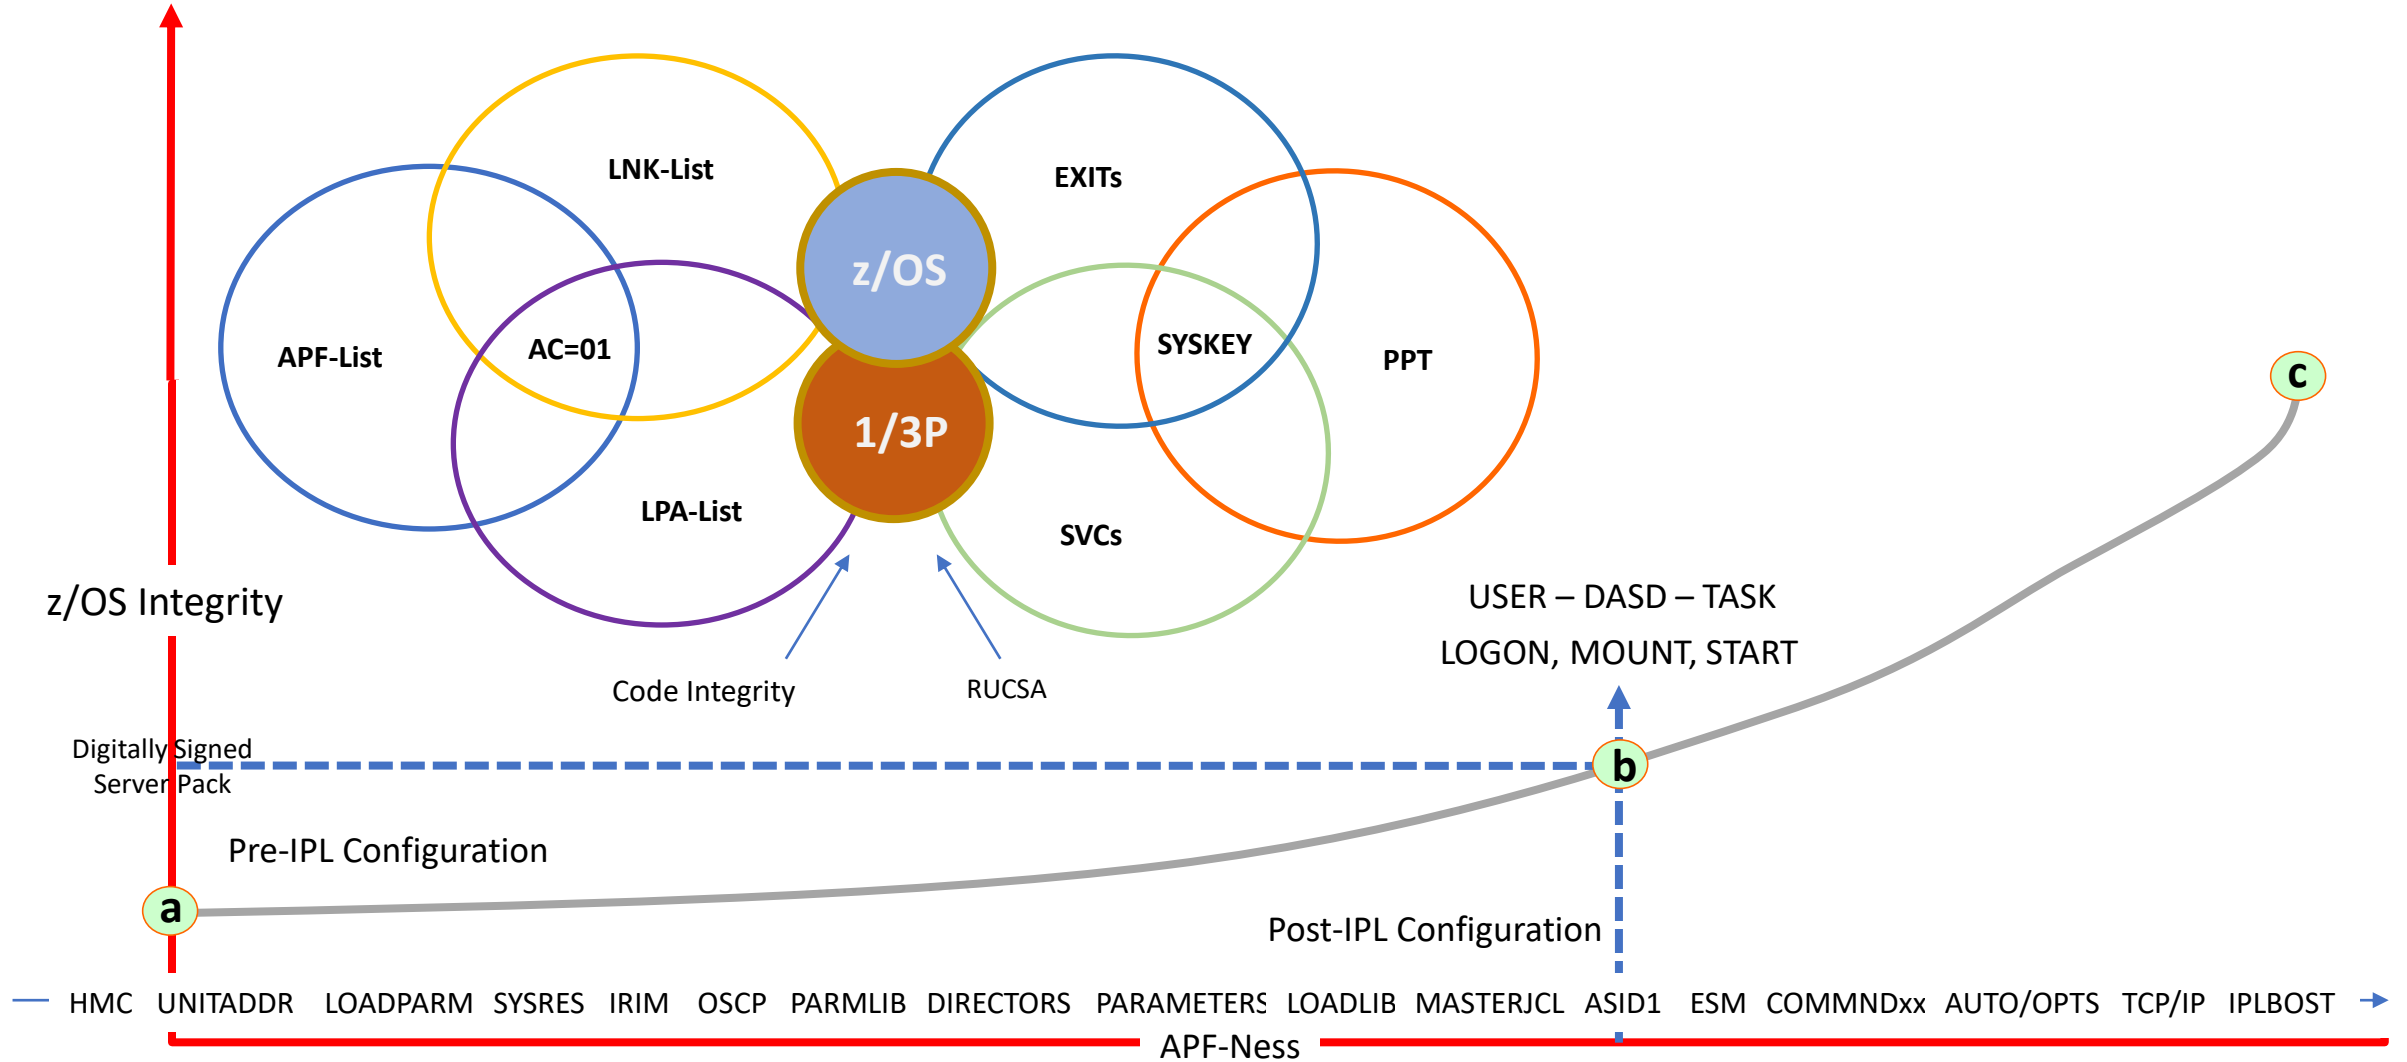 LNK-List
EXITs
z/OS
APF-List
AC=01
SYSKEY
PPT
1/3P
c
LPA-List
SVCs
z/OS Integrity
USER – DASD – TASK
LOGON, MOUNT, START
Code Integrity
RUCSA
Digitally Signed
Server Pack
b
Pre-IPL Configuration
a
Post-IPL Configuration
HMC UNITADDR LOADPARM SYSRES IRIM OSCP PARMLIB DIRECTORS PARAMETERS LOADLIB MASTERJCL ASID1 ESM COMMNDxx AUTO/OPTS TCP/IP IPLBOST
APF-Ness